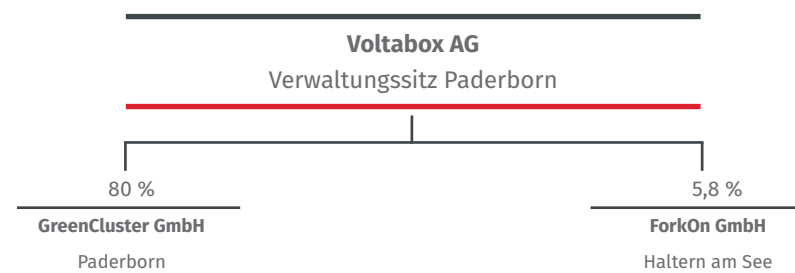 Voltabox AG
Verwaltungssitz Paderborn
80 %
5,8 %
GreenCluster GmbH
ForkOn GmbH
Paderborn
Haltern am See